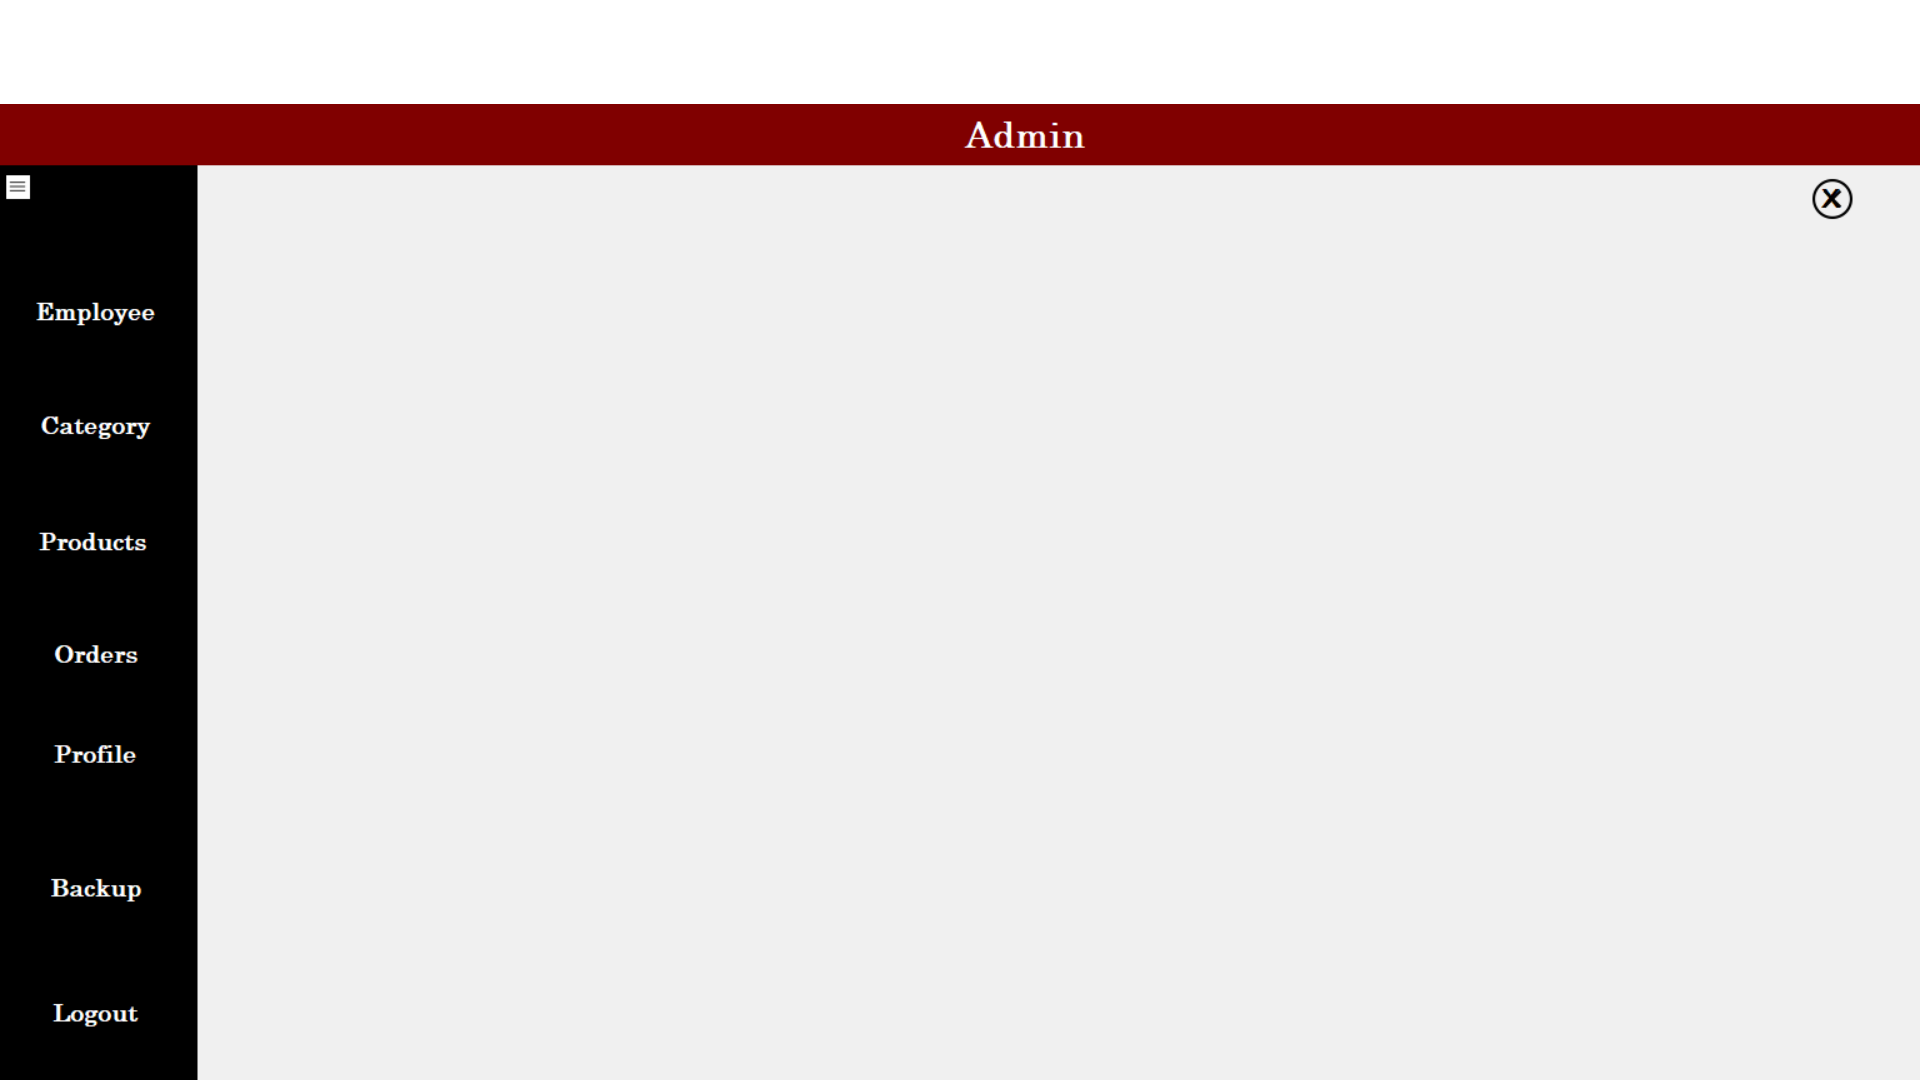 Admin
X
Employee
Category
Products
Orders
Profile
Backup
Logout